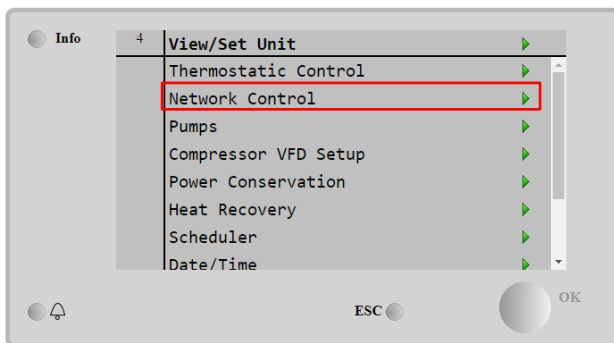 Info
4 View/Set Unit
Thermostatic Control
Network Control
Pumps
Compressor VFD Setup
Power Conservation
Heat Recovery
Scheduler
Date/Time
ESC
OK